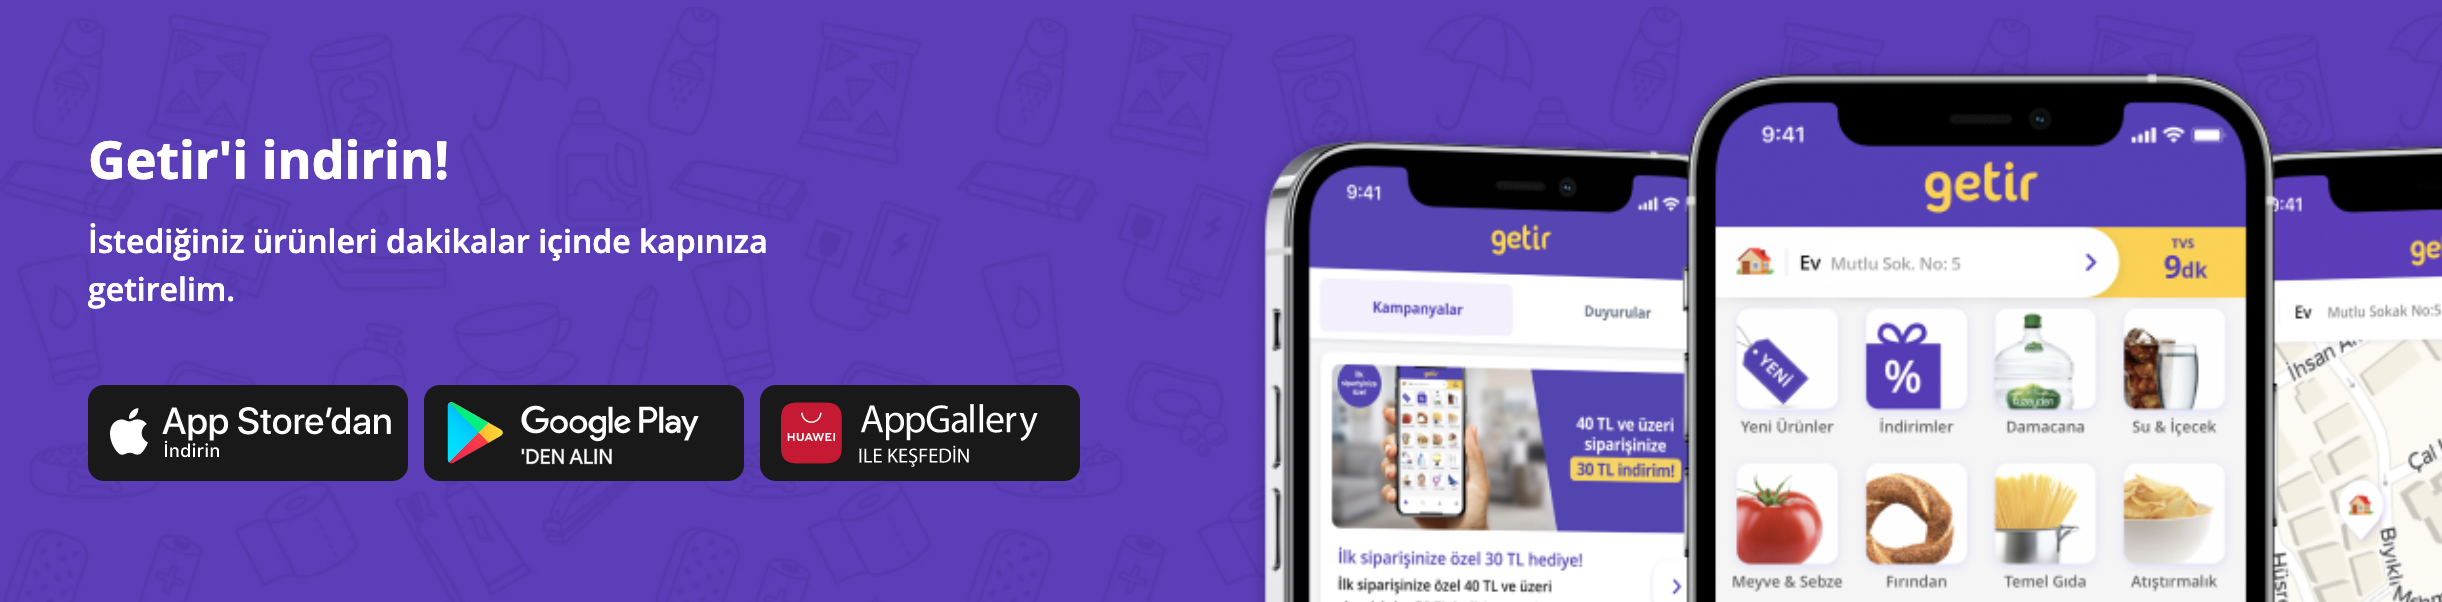 Getir'i indirin!
İstediğiniz ürünleri dakikalar içinde kapınıza
getirelim.
App Store'dan
İndirin
Google Play
'DEN ALIN
HUAWEI
AppGallery
ILE KEŞFEDİN
9:41
getir
Kampanyalar
Duyurular
40 TL ve üzeri
siparişinize
30 TL indirim!
İlk siparişinize özel 30 TL hediye!
İlk siparişinize özel 40 TL ve üzeri
9:41
getir
Ev Mutlu Sok. No: 5
TVS
9dk
YENİ
%
Yeni Ürünler
İndirimler
Damacana
Su & İçecek
Meyve & Sebze
Fırından
Temel Gıda
Atıştırmalık
9:41
ge
Ev Mutlu Sokak No:5
İhsan
Çal
Bıyıklı